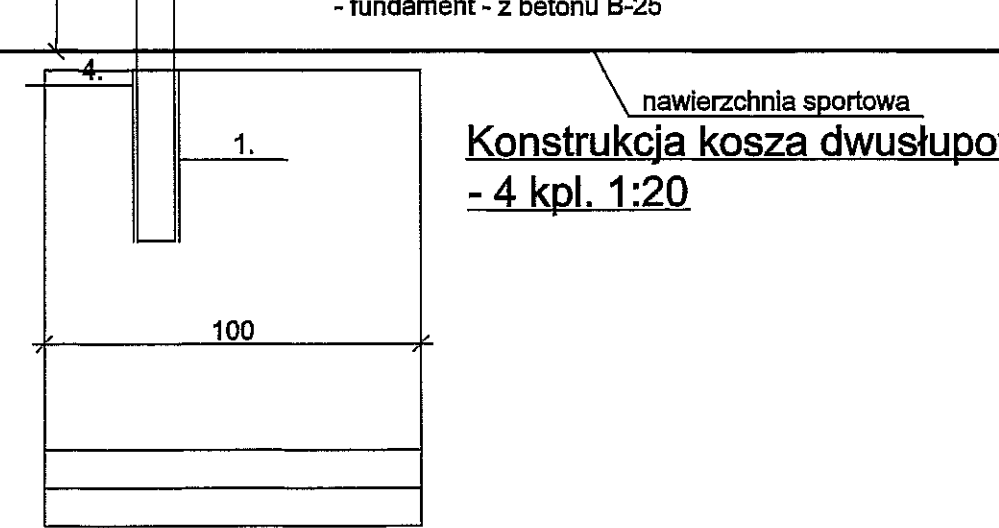 - fundament - z betonu B-25
4.
nawierzchnia sportowa
1.
Konstrukcja kosza dwusłupo
- 4 kpl. 1:20
100